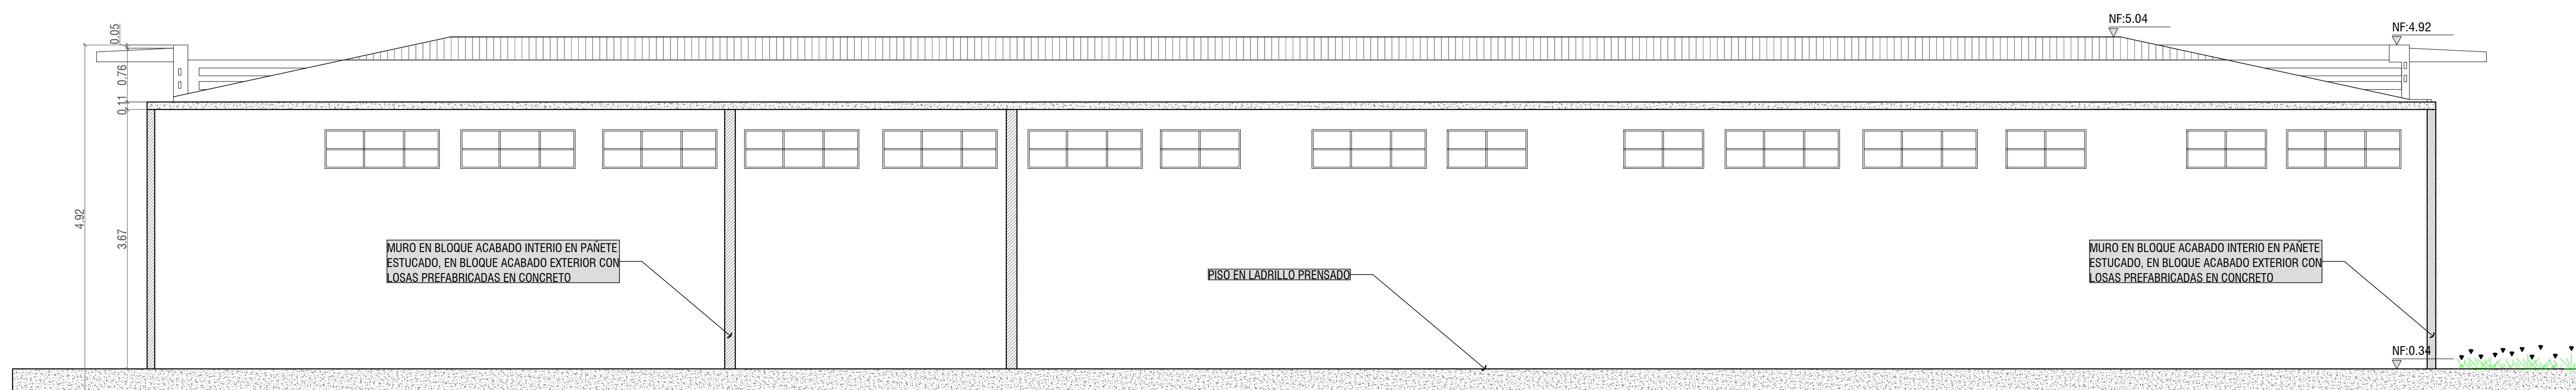 NF:5.04
NF:4.92
0.05
0.76
0.11
4.92
3.67
MURO EN BLOQUE ACABADO INTERIO EN PAÑETE
ESTUCADO, EN BLOQUE ACABADO EXTERIOR CON
LOSAS PREFABRICADAS EN CONCRETO
PISO EN LADRILLO PRENSADO
MURO EN BLOQUE ACABADO INTERIO EN PAÑETE
ESTUCADO, EN BLOQUE ACABADO EXTERIOR CON
LOSAS PREFABRICADAS EN CONCRETO
NF:0.34